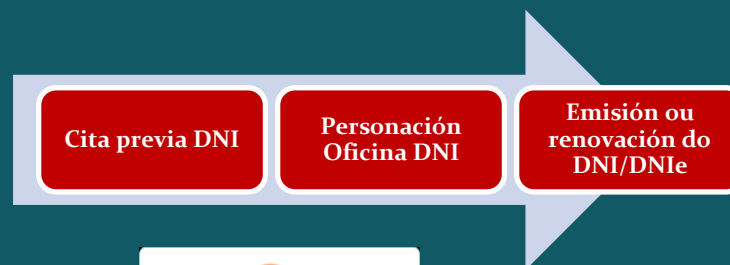 Cita previa DNI
Personación
Oficina DNI
Emisión ou
renovación do
DNI/DNIe